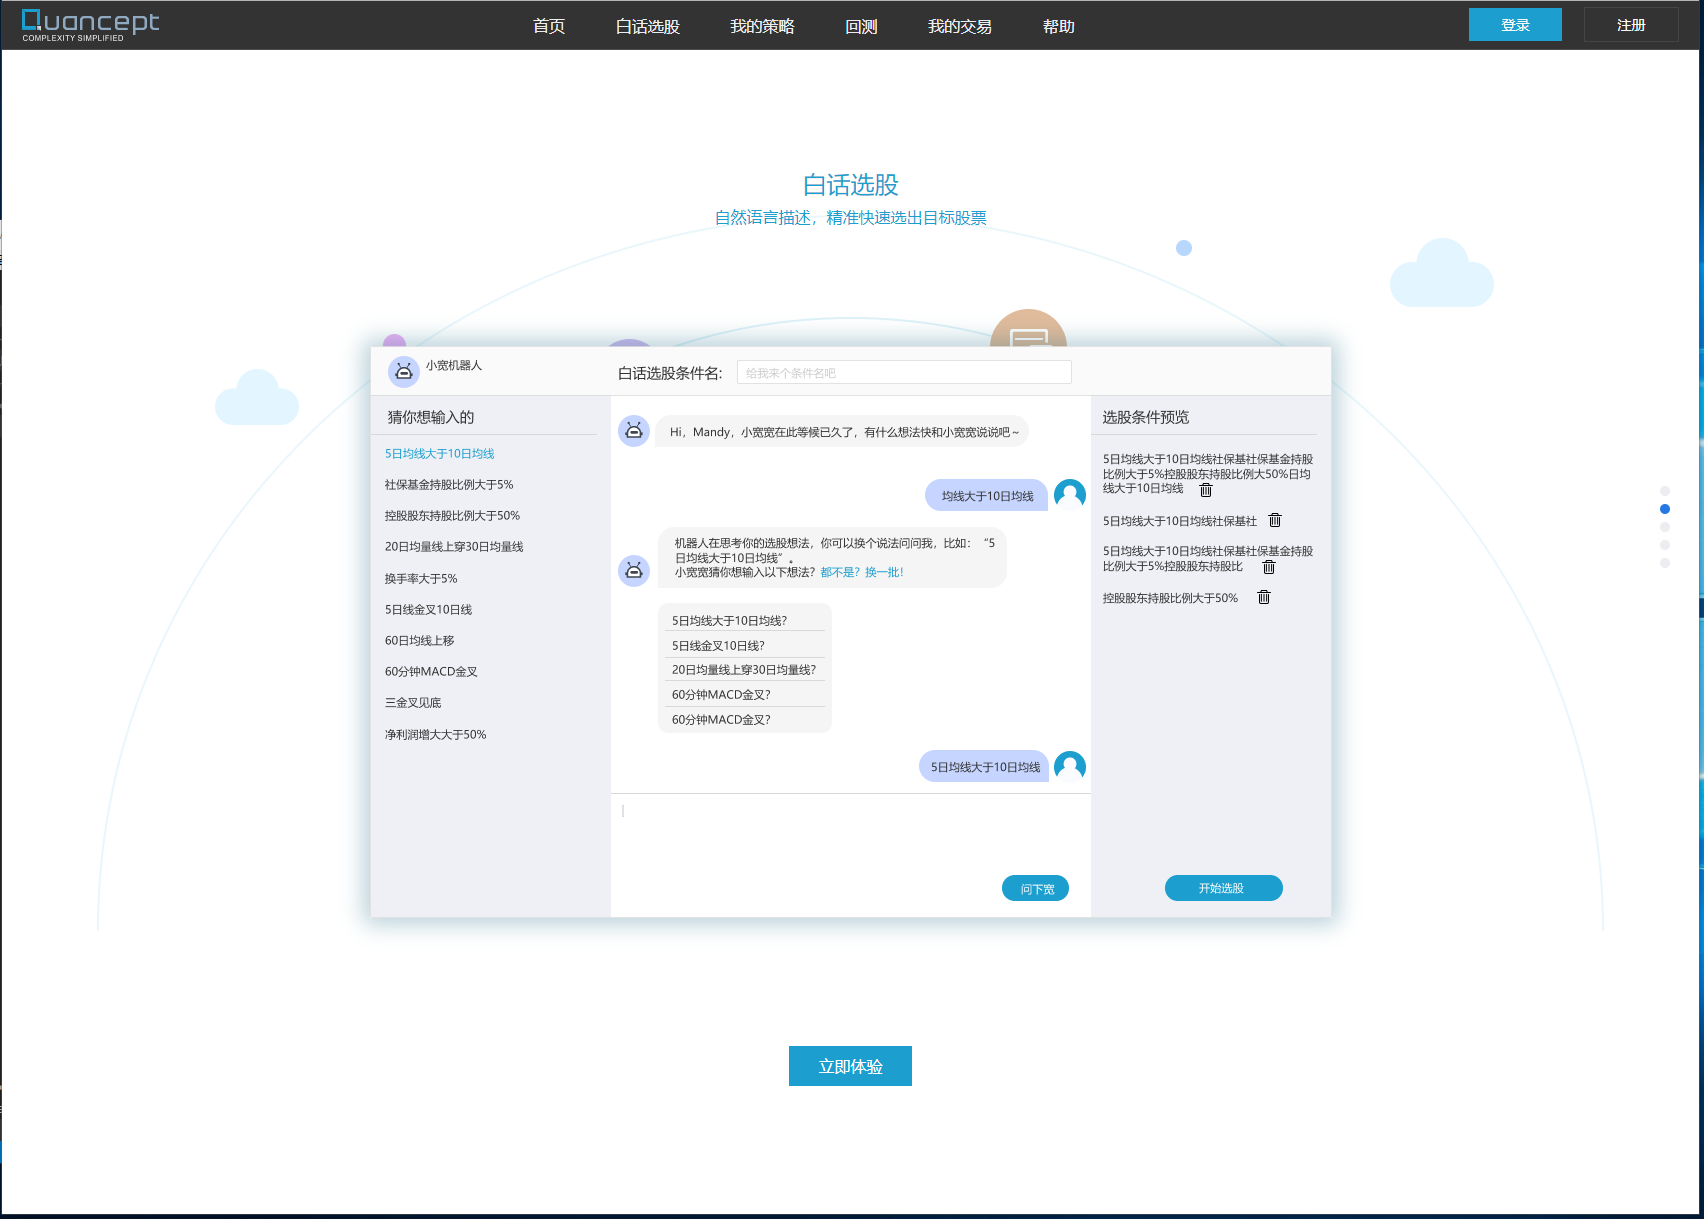 Quancept
COMPLEXITY SIMPLIFIED
首页
白话选股
我的策略
回测
我的交易
帮助
登录
注册
白话选股
自然语言描述，精准快速选出目标股票
小宽机器人
白话选股条件名:
给我来个条件名吧
猜你想输入的
5日均线大于10日均线
社保基金持股比例大于5%
控股股东持股比例大于50%
20日均量线上穿30日均量线
换手率大于5%
5日线金叉10日线
60日均线上移
60分钟MACD金叉
三金叉见底
净利润增大大于50%
Hi，Mandy，小宽宽在此等候已久了，有什么想法快和小宽宽说说吧～
均线大于10日均线
机器人在思考你的选股想法，你可以换个说法问问我，比如：“5
日均线大于10日均线”。
小宽宽猜你想输入以下想法？都不是？换一批！
5日均线大于10日均线?
5日线金叉10日线?
20日均量线上穿30日均量线?
60分钟MACD金叉?
60分钟MACD金叉?
5日均线大于10日均线
问下宽
选股条件预览
5日均线大于10日均线社保基社保基金持股
比例大于5%控股股东持股比例大50%日均
线大于10日均线
5日均线大于10日均线社保基社
5日均线大于10日均线社保基社保基金持股
比例大于5%控股股东持股比
控股股东持股比例大于50%
开始选股
立即体验